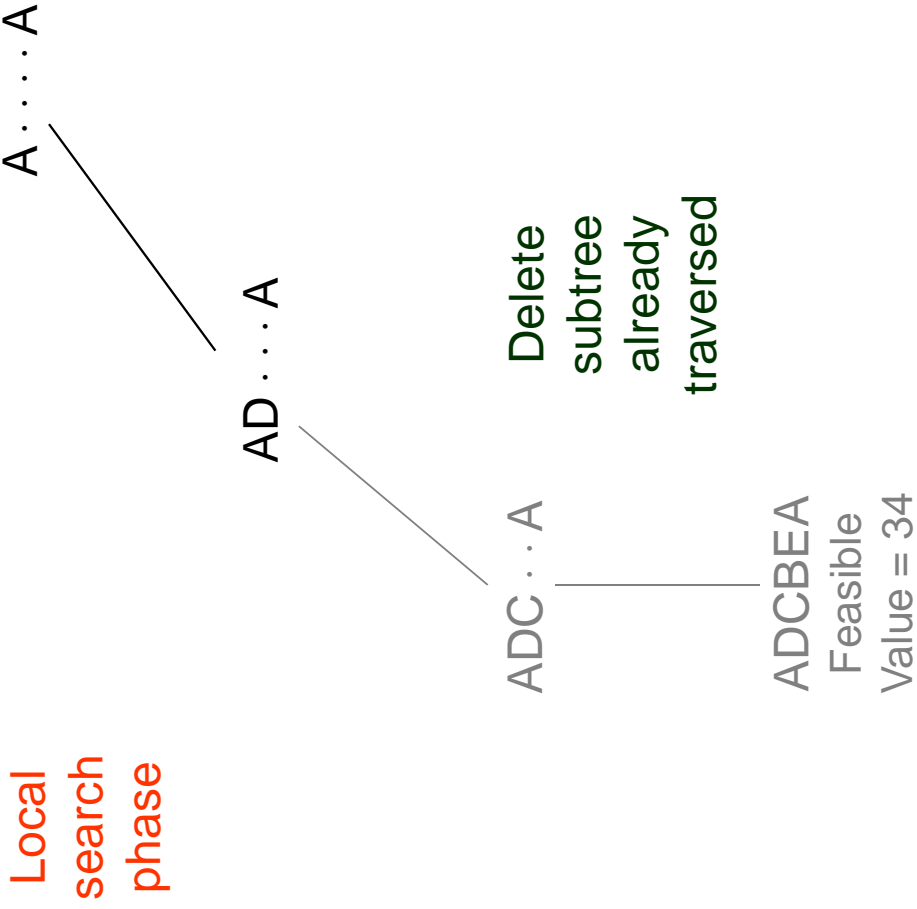 Local
search
phase
A · · · · A
AD · · · A
ADC · · A
ADCBEA
Feasible
Value = 34
Delete
subtree
already
traversed